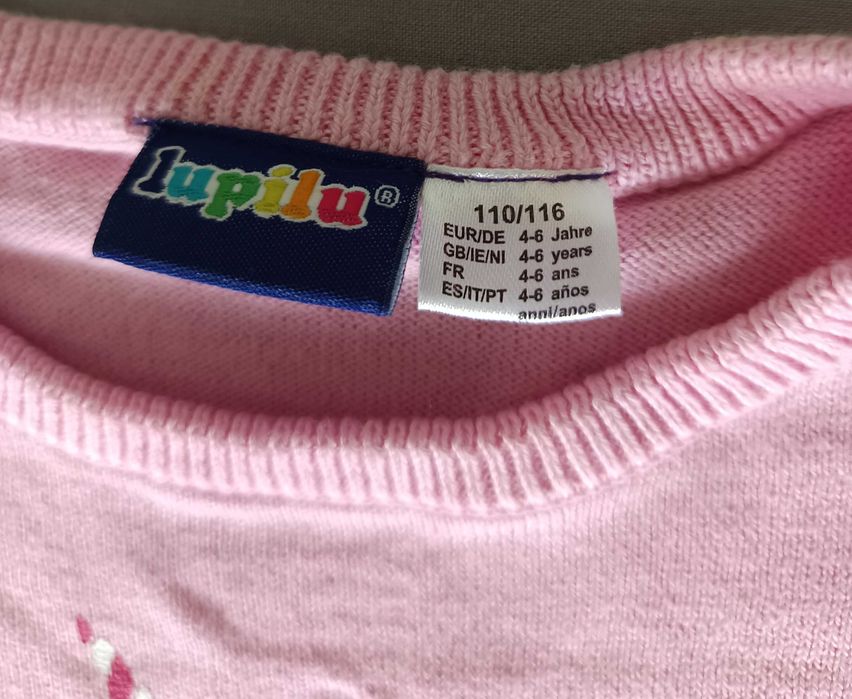 lupilu®
110/116
EUR/DE 4-6 Jahre
GB/IE/NI 4-6 years
FR 4-6 ans
ES/IT/PT 4-6 años
anni/anos